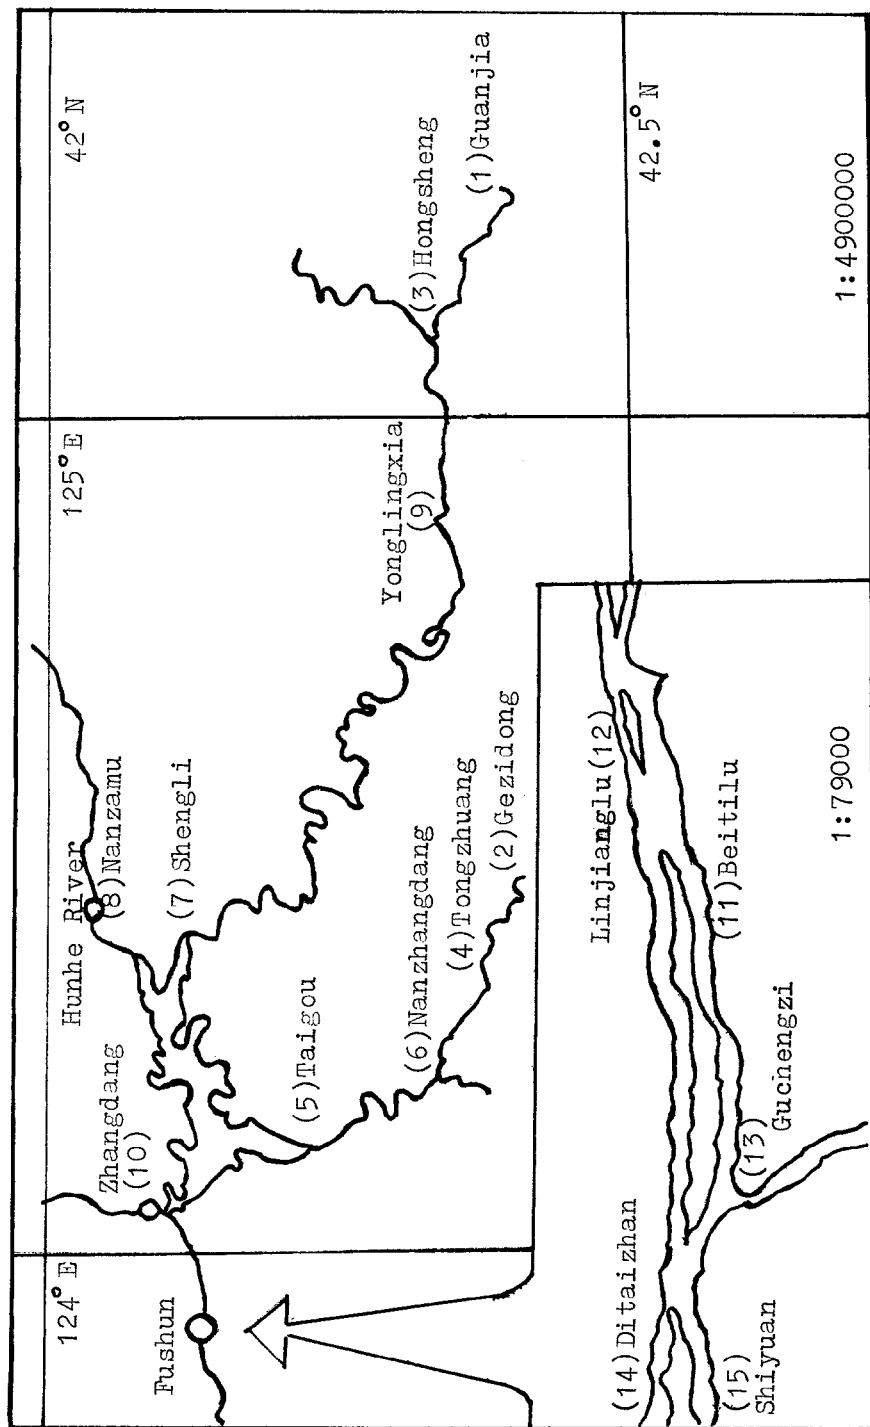 42°N
(1)Guanjia
(3)Hongsheng
42.5°N
1:4900000
125°E
Yonglingxia
(9)
Hunhe River
(8)Nanzamu
(7)Shengli
(2)Gezidong
(4)Tongzhuang
(6)Nanzhangdang
(5)Taigou
Zhangdang
(10)
124°E
Fushun
Linjianglu(12)
(11)Beitilu
1:79000
(13)
Guchengzi
(14)Ditaizhan
(15)
Shiyuan